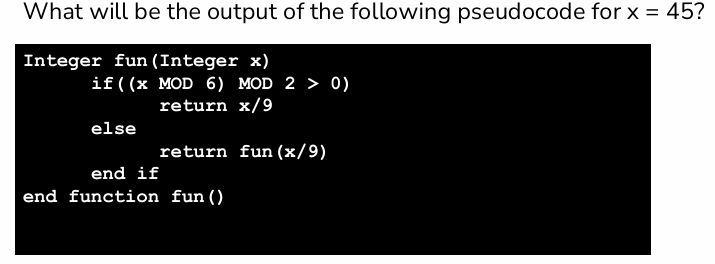 What will be the output of the following pseudocode for x = 45?
Integer fun(Integer x)
if((x MOD 6) MOD 2 > 0)
return x/9
else
return fun(x/9)
end if
end function fun()